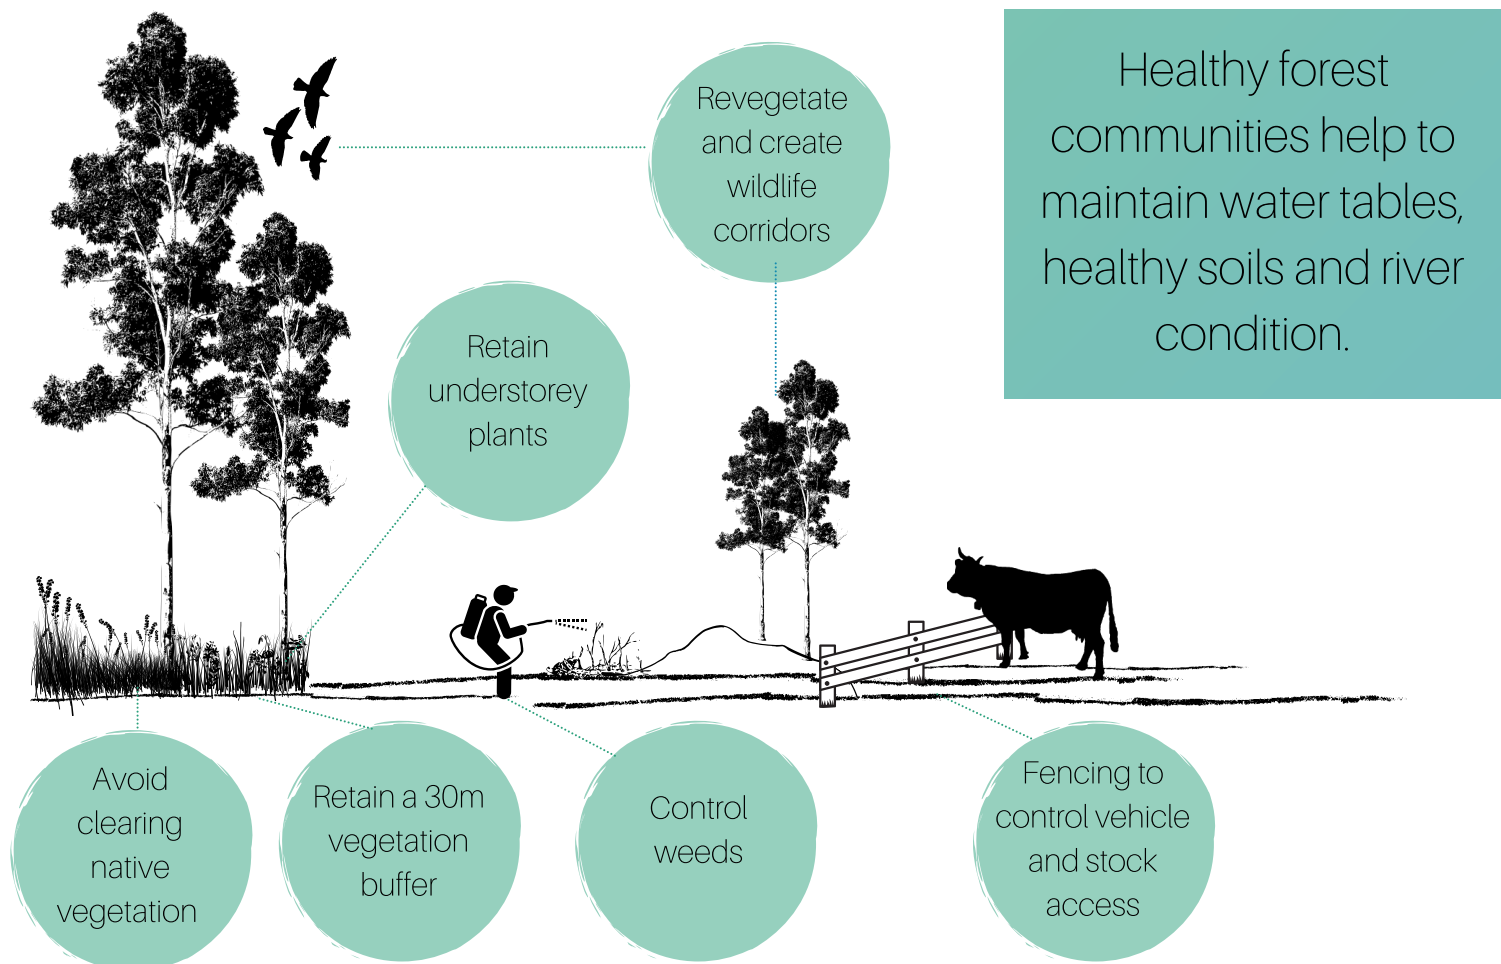 Revegetate
and create
wildlife
corridors
Healthy forest
communities help to
maintain water tables,
healthy soils and river
condition.
Retain
understorey
plants
Avoid
clearing
native
vegetation
Retain a 30m
vegetation
buffer
Control
weeds
Fencing to
control vehicle
and stock
access